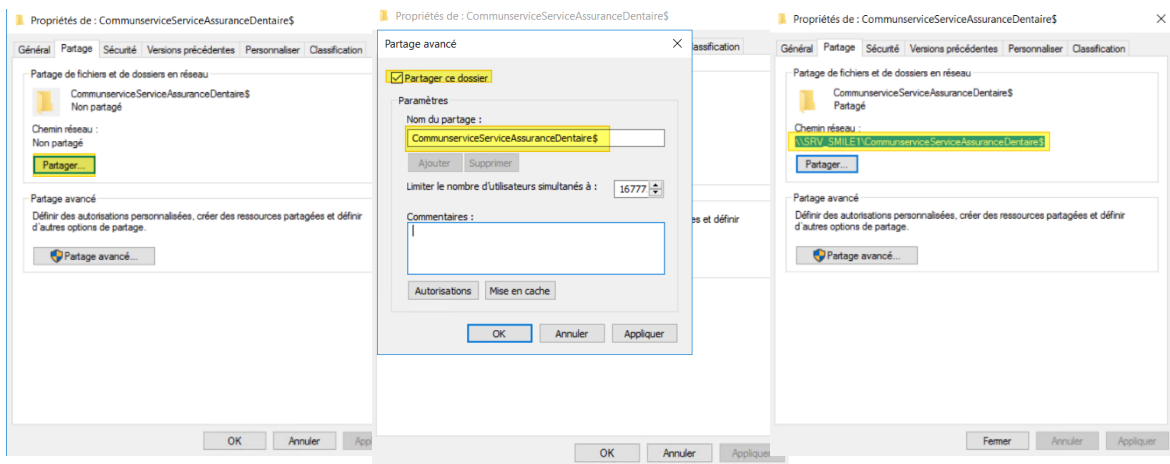 Propriétés de : CommunserviceServiceAssuranceDentaire$
Général Partage Sécurité Versions précédentes Personnaliser Classification
Partage de fichiers et de dossiers en réseau
CommunserviceServiceAssuranceDentaire$
Non partagé
Chemin réseau :
Non partagé
Partager...
Partage avancé
Définir des autorisations personnalisées, créer des ressources partagées et définir
d'autres options de partage.
Partage avancé...
OK Annuler
Propriétés de : CommunserviceServiceAssuranceDentaire$
Partage avancé
Partager ce dossier
Paramètres
Nom du partage :
CommunserviceServiceAssuranceDentaire$
Ajouter Supprimer
Limiter le nombre d'utilisateurs simultanés à : 16777
Commentaires :
Autorisations Mise en cache
OK Annuler Appliquer
et définir
OK Annuler Appliquer
Propriétés de : CommunserviceServiceAssuranceDentaire$
Général Partage Sécurité Versions précédentes Personnaliser Classification
Partage de fichiers et de dossiers en réseau
CommunserviceServiceAssuranceDentaire$
Partagé
Chemin réseau :
\\SRV_SMILE1\CommunserviceServiceAssuranceDentaire$
Partager...
Partage avancé
Définir des autorisations personnalisées, créer des ressources partagées et définir
d'autres options de partage.
Partage avancé...
Fermer Annuler Appliquer